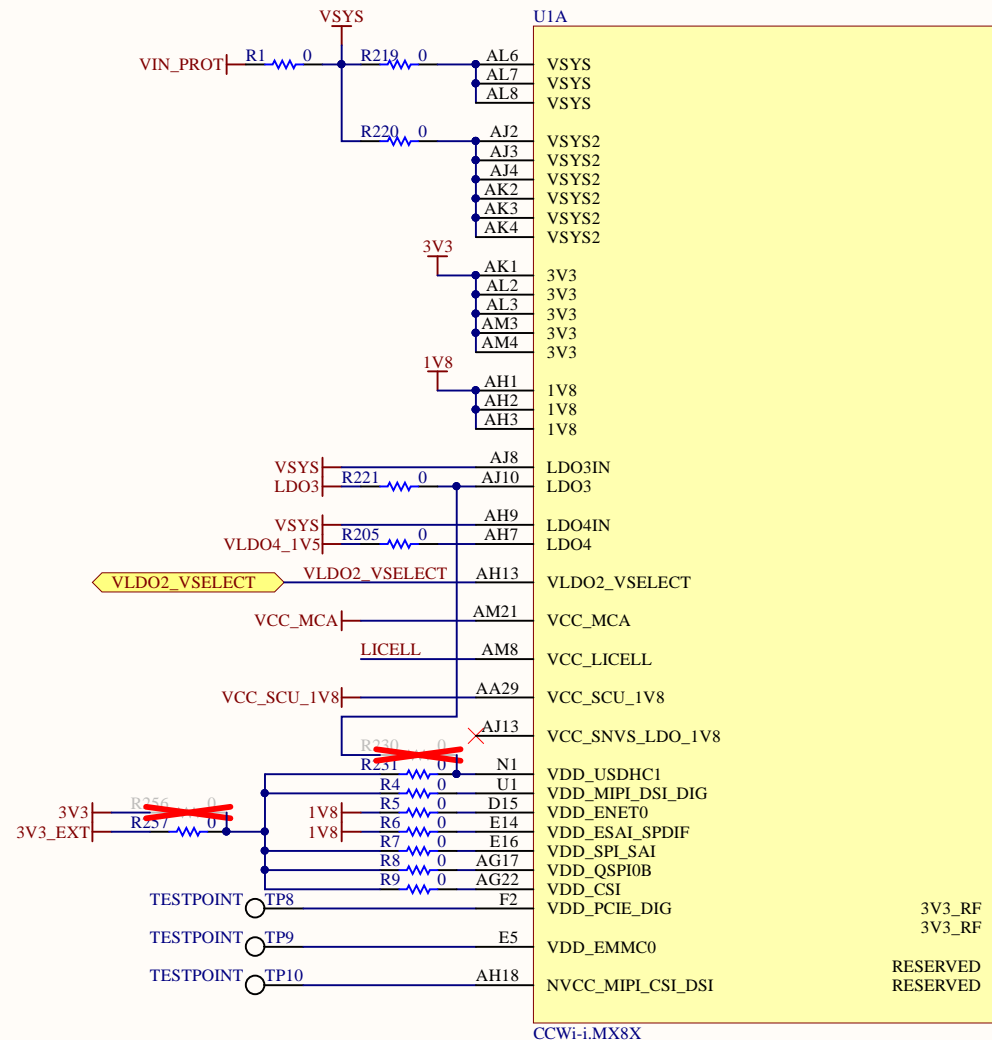 VSYS U1A
VIN_PROT R1 0 R219 0 AL6 VSYS
AL7 VSYS
AL8 VSYS
R220 0 AJ2 VSYS2
AJ3 VSYS2
AJ4 VSYS2
AK2 VSYS2
AK3 VSYS2
AK4 VSYS2
3V3
AK1 3V3
AL2 3V3
AL3 3V3
AM3 3V3
AM4 3V3
1V8
AH1 1V8
AH2 1V8
AH3 1V8
VSYS AJ8 LDO3IN
LDO3 R221 0 AJ10 LDO3
VSYS AH9 LDO4IN
VLDO4_1V5 R205 0 AH7 LDO4
VLDO2_VSELECT VLDO2_VSELECT AH13 VLDO2_VSELECT
VCC_MCA AM21 VCC_MCA
LICELL AM8 VCC_LICELL
VCC_SCU_1V8 AA29 VCC_SCU_1V8
AJ13 VCC_SNVS_LDO_1V8
R230 0
R231 0 N1 VDD_USDHC1
R4 0 U1 VDD_MIPI_DSI_DIG
3V3 R256 0 1V8 R5 0 D15 VDD_ENET0
3V3_EXT R257 0 1V8 R6 0 E14 VDD_ESAI_SPDIF
R7 0 E16 VDD_SPI_SAI
R8 0 AG17 VDD_QSPI0B
R9 0 AG22 VDD_CSI
TESTPOINT TP8 F2 VDD_PCIE_DIG 3V3_RF
3V3_RF
TESTPOINT TP9 E5 VDD_EMMC0
RESERVED
TESTPOINT TP10 AH18 NVCC_MIPI_CSI_DSI RESERVED
CCWi-i.MX8X